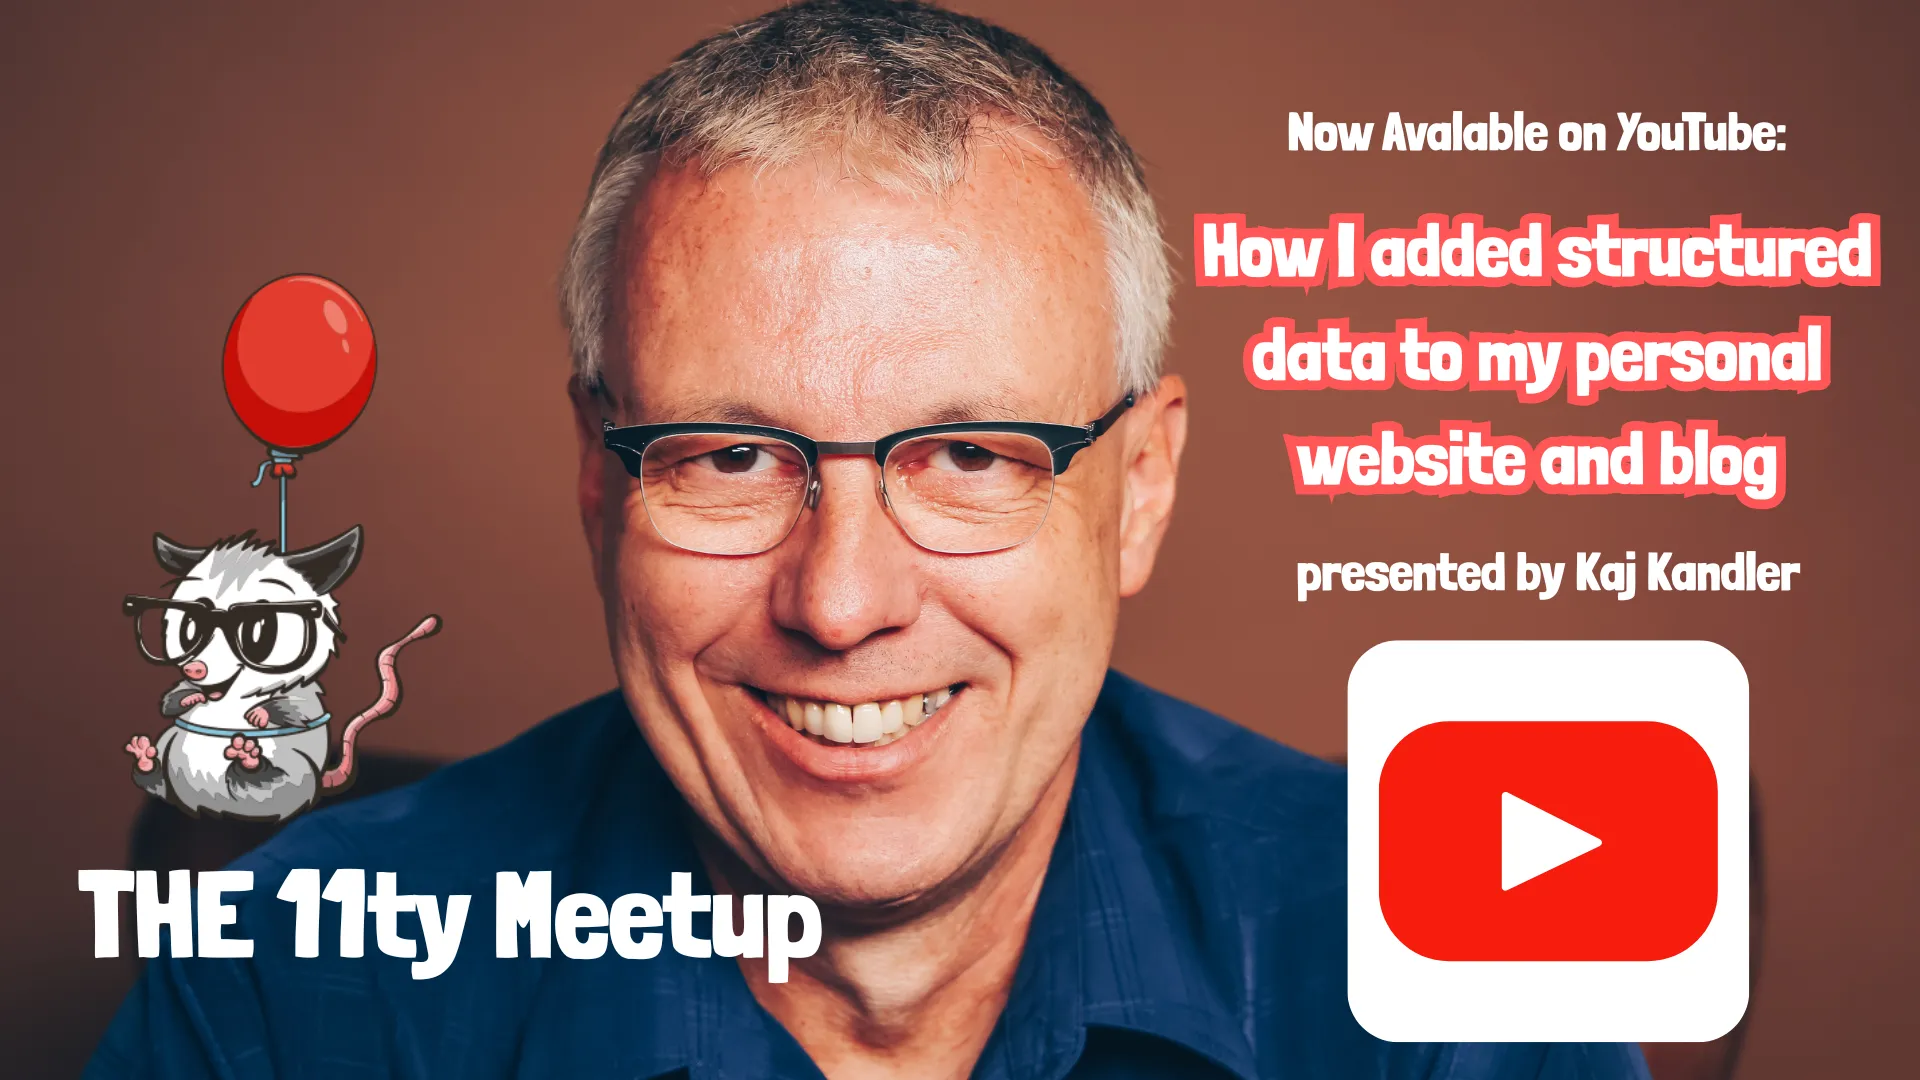 Now Avalable on YouTube:
How I added structured
data to my personal
website and blog
presented by Kaj Kandler
THE 11ty Meetup